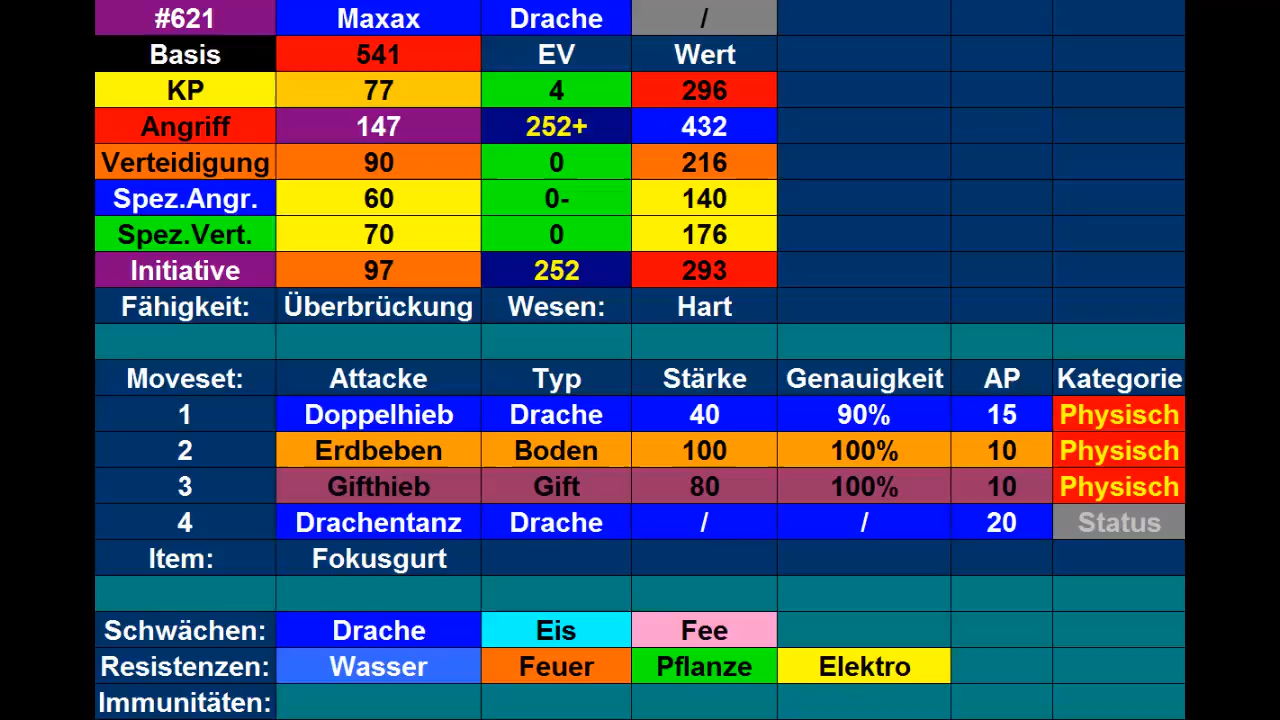 #621 Maxax Drache /
Basis 541 EV Wert
KP 77 4 296
Angriff 147 252+ 432
Verteidigung 90 0 216
Spez.Angr. 60 0- 140
Spez.Vert. 70 0 176
Initiative 97 252 293
Fähigkeit: Überbrückung Wesen: Hart
Moveset: Attacke Typ Stärke Genauigkeit AP Kategorie
1 Doppelhieb Drache 40 90% 15 Physisch
2 Erdbeben Boden 100 100% 10 Physisch
3 Gifthieb Gift 80 100% 10 Physisch
4 Drachentanz Drache / / 20 Status
Item: Fokusgurt
Schwächen: Drache Eis Fee
Resistenzen: Wasser Feuer Pflanze Elektro
Immunitäten: